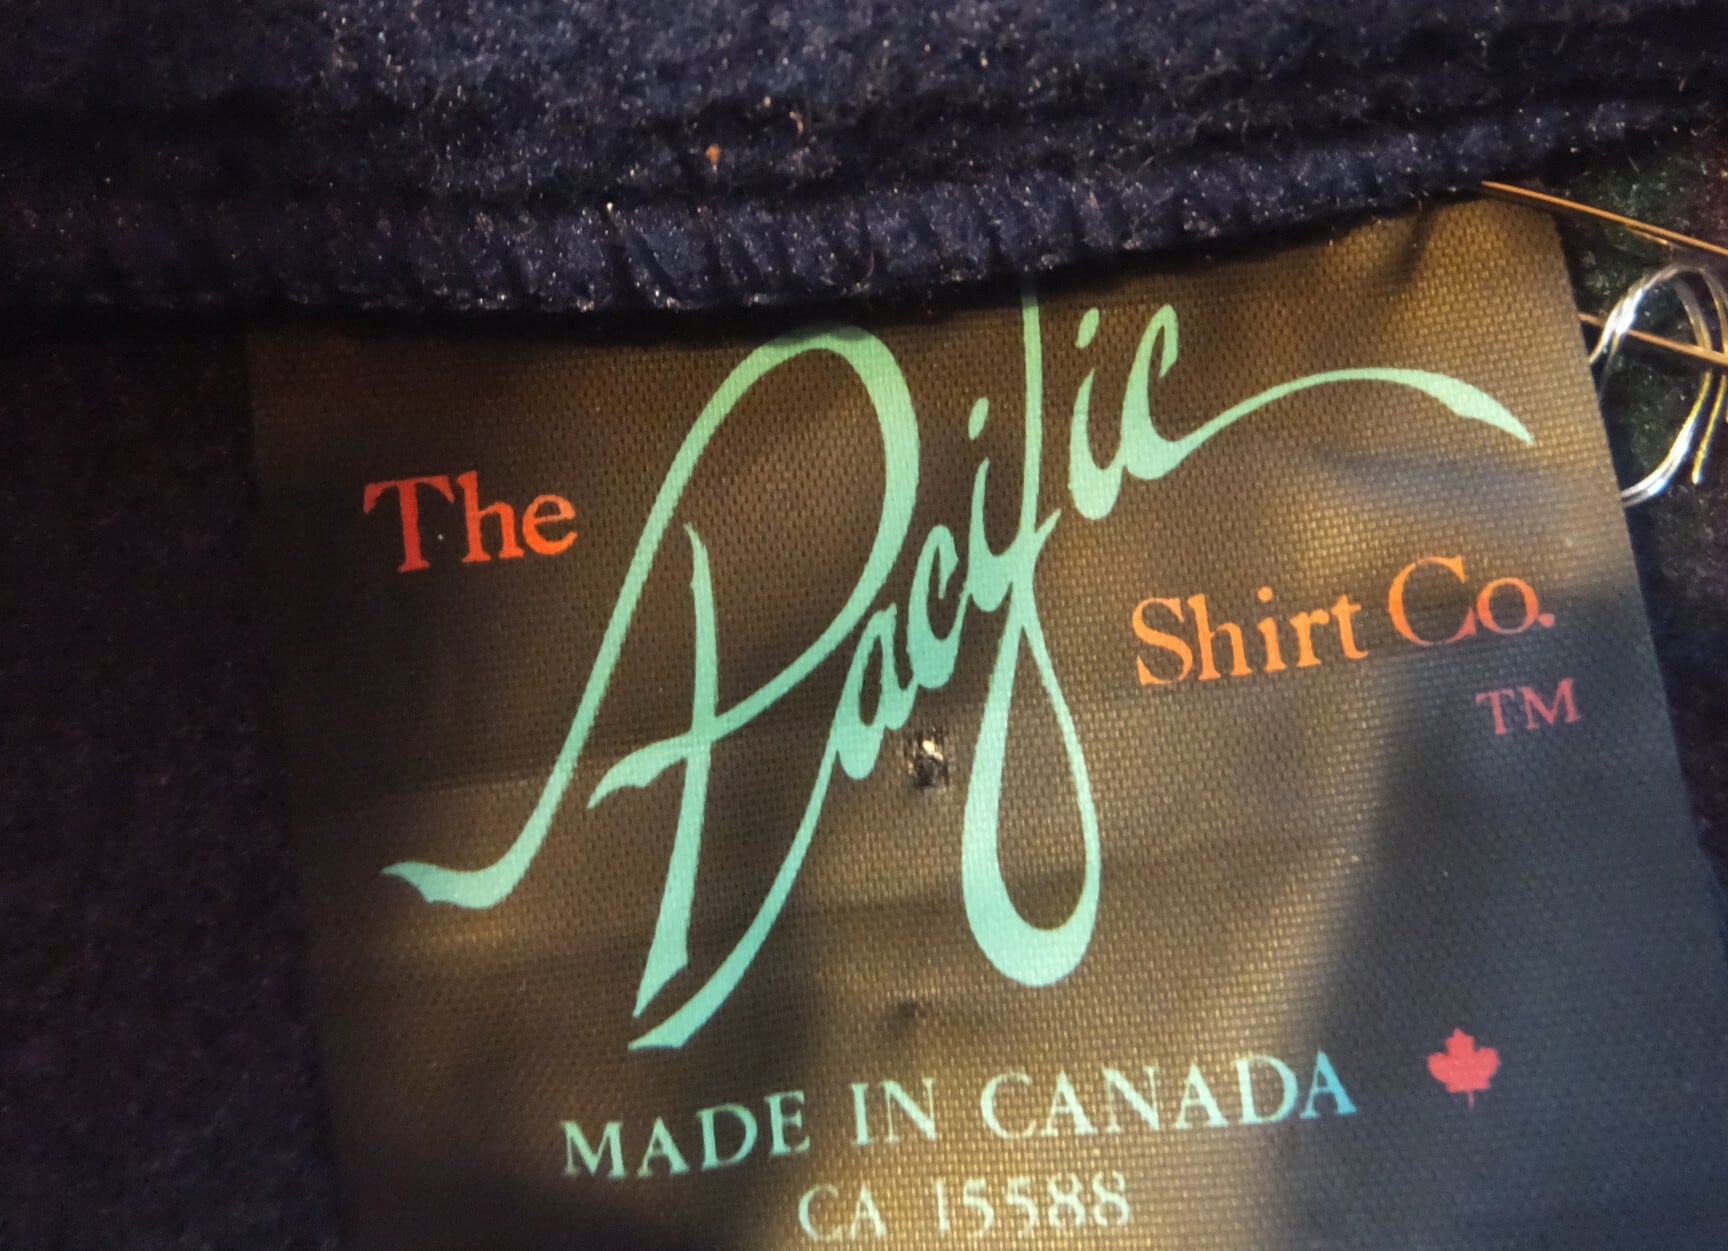 The Pacific Shirt Co.
TM
MADE IN CANADA
CA 15588